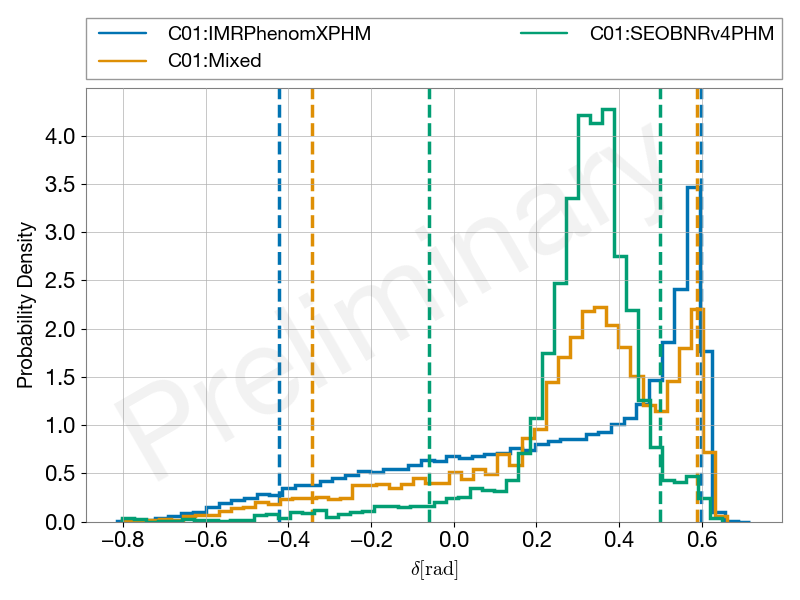 C01:IMRPhenomXPHM
C01:Mixed
C01:SEOBNRv4PHM
Preliminary
Probability Density
4.0
3.5
3.0
2.5
2.0
1.5
1.0
0.5
0.0
−0.8 −0.6 −0.4 −0.2 0.0 0.2 0.4 0.6
δ[rad]